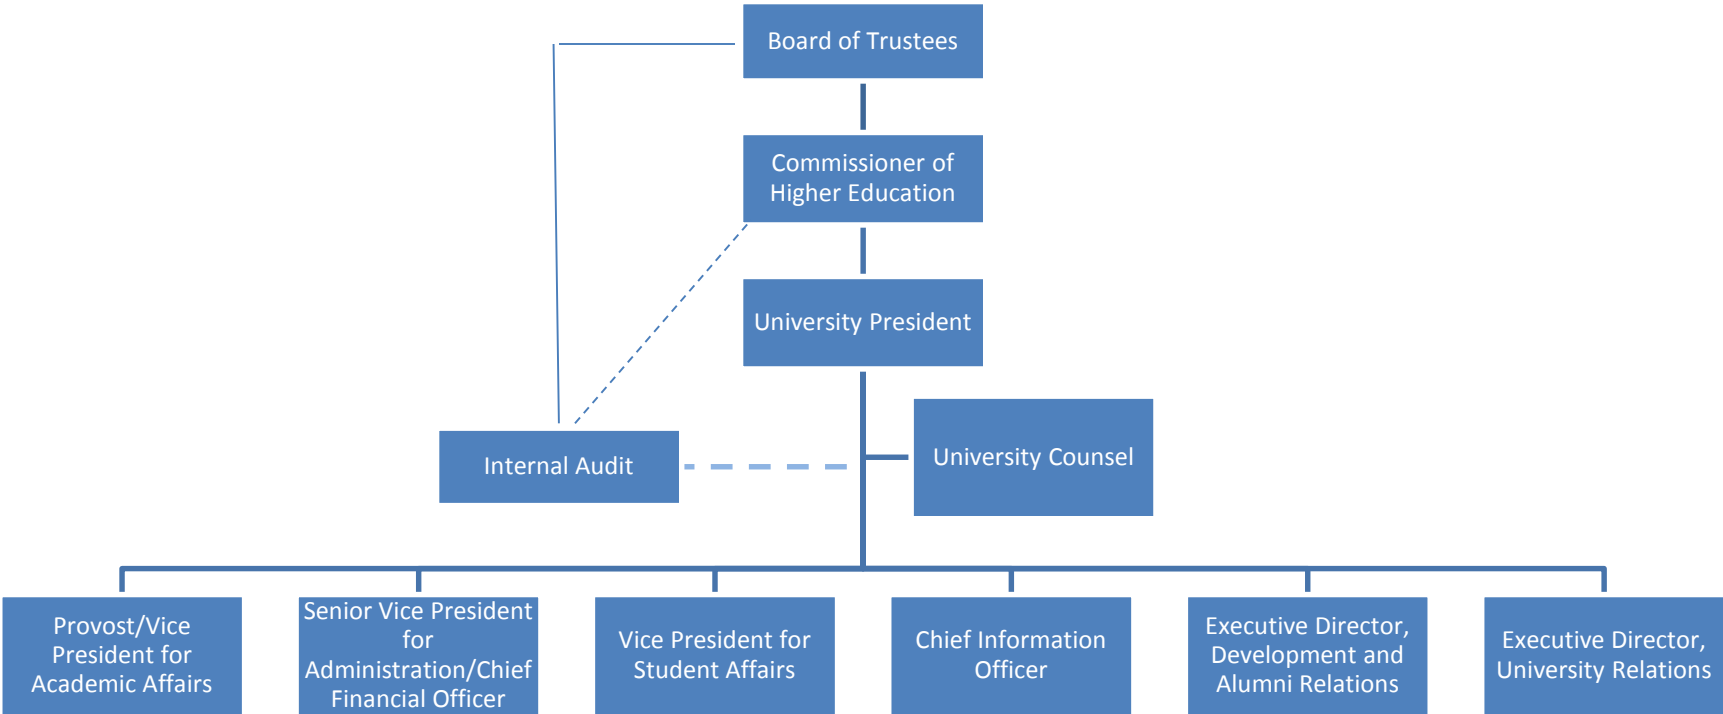 Board of Trustees
Commissioner of
Higher Education
University President
Internal Audit
University Counsel
Provost/Vice
President for
Academic Affairs
Senior Vice President
for
Administration/Chief
Financial Officer
Vice President for
Student Affairs
Chief Information
Officer
Executive Director,
Development and
Alumni Relations
Executive Director,
University Relations